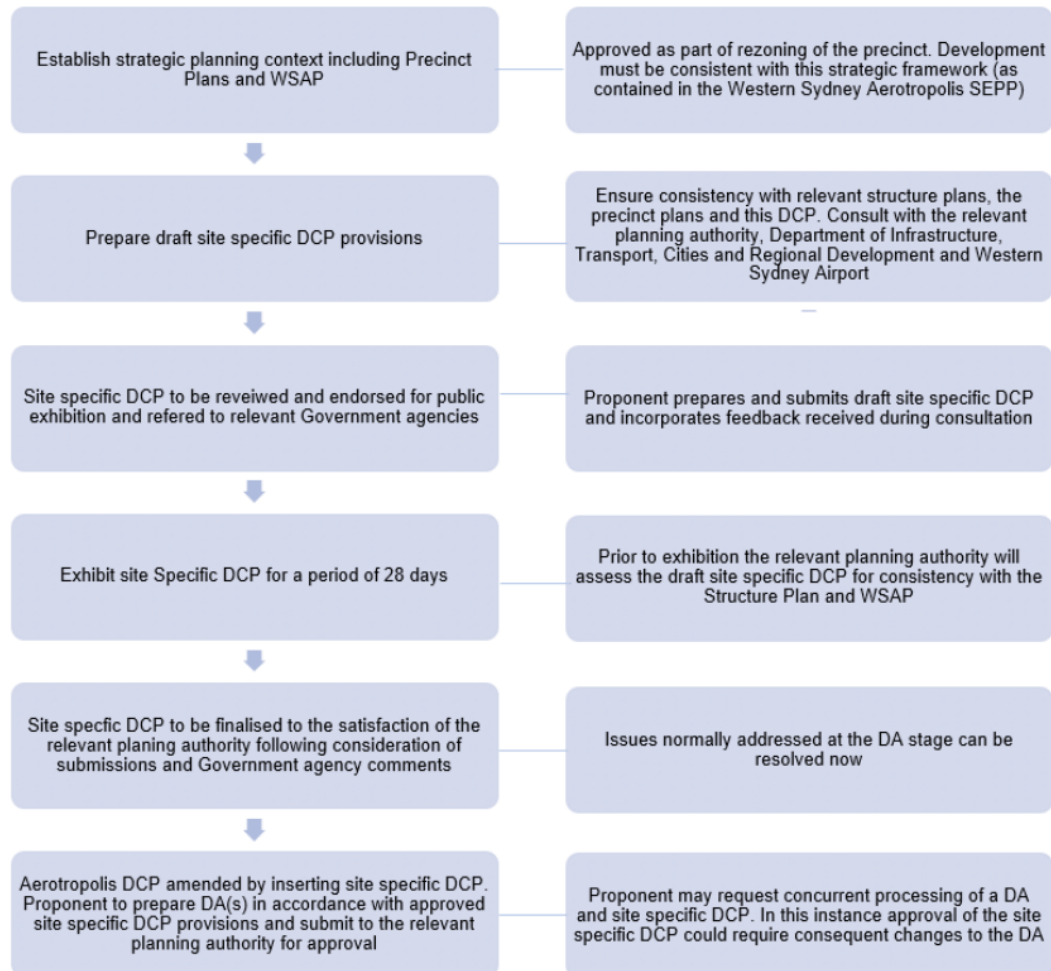 Establish strategic planning context including Precinct
Plans and WSAP
Approved as part of rezoning of the precinct. Development
must be consistent with this strategic framework (as
contained in the Western Sydney Aerotropolis SEPP)
Prepare draft site specific DCP provisions
Ensure consistency with relevant structure plans, the
precinct plans and this DCP. Consult with the relevant
planning authority, Department of Infrastructure,
Transport, Cities and Regional Development and Western
Sydney Airport
Site specific DCP to be reveiwed and endorsed for public
exhibition and refered to relevant Government agencies
Proponent prepares and submits draft site specific DCP
and incorporates feedback received during consultation
Exhibit site Specific DCP for a period of 28 days
Prior to exhibition the relevant planning authority will
assess the draft site specific DCP for consistency with the
Structure Plan and WSAP
Site specfic DCP to be finalised to the satisfaction of the
relevant planing authority following consideration of
submissions and Government agency comments
Issues normally addressed at the DA stage can be
resolved now
Aerotropolis DCP amended by inserting site specific DCP.
Proponent to prepare DA(s) in accordance with approved
site specific DCP provisions and submit to the relevant
planning authority for approval
Proponent may request concurrent processing of a DA
and site specific DCP. In this instance approval of the site
specific DCP could require consequent changes to the DA